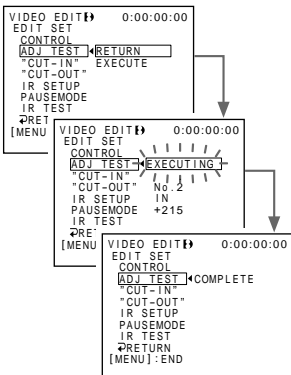 VIDEO EDIT 0:00:00:00
EDIT SET
CONTROL
ADJ TEST RETURN
"CUT-IN" EXECUTE
"CUT-OUT"
IR SETUP
PAUSEMODE
IR TEST
RET
[MENU
VIDEO EDIT 0:00:00:00
EDIT SET
CONTROL
ADJ TEST EXECUTING
"CUT-IN"
"CUT-OUT" No.2
IR SETUP IN
PAUSEMODE +215
IR TEST
RE
[MENU
VIDEO EDIT 0:00:00:00
EDIT SET
CONTROL
ADJ TEST COMPLETE
"CUT-IN"
"CUT-OUT"
IR SETUP
PAUSEMODE
IR TEST
RETURN
[MENU]:END